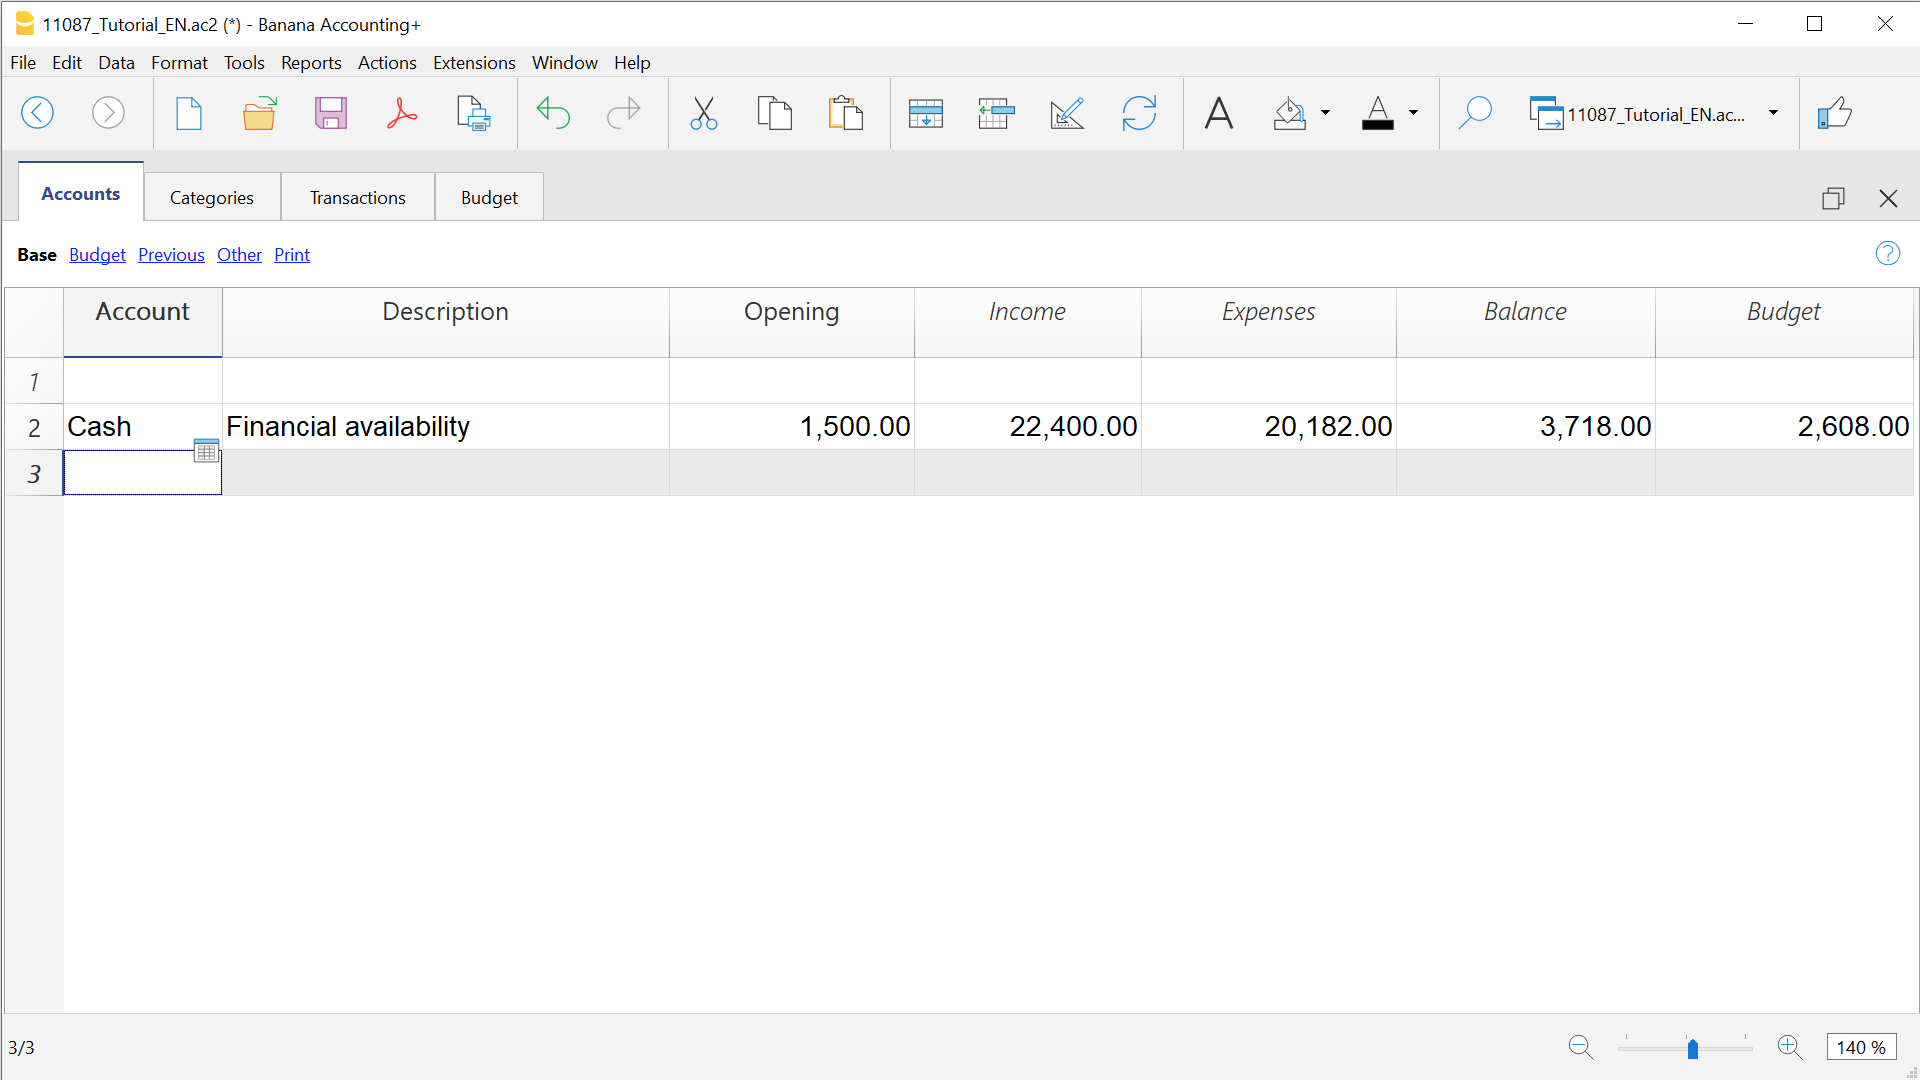 11087_Tutorial_EN.ac2 (*) - Banana Accounting+
File Edit Data Format Tools Reports Actions Extensions Window Help
11087_Tutorial_EN.ac...
Accounts Categories Transactions Budget
Base Budget Previous Other Print
Account Description Opening Income Expenses Balance Budget
1
2 Cash Financial availability 1,500.00 22,400.00 20,182.00 3,718.00 2,608.00
3
3/3 140 %